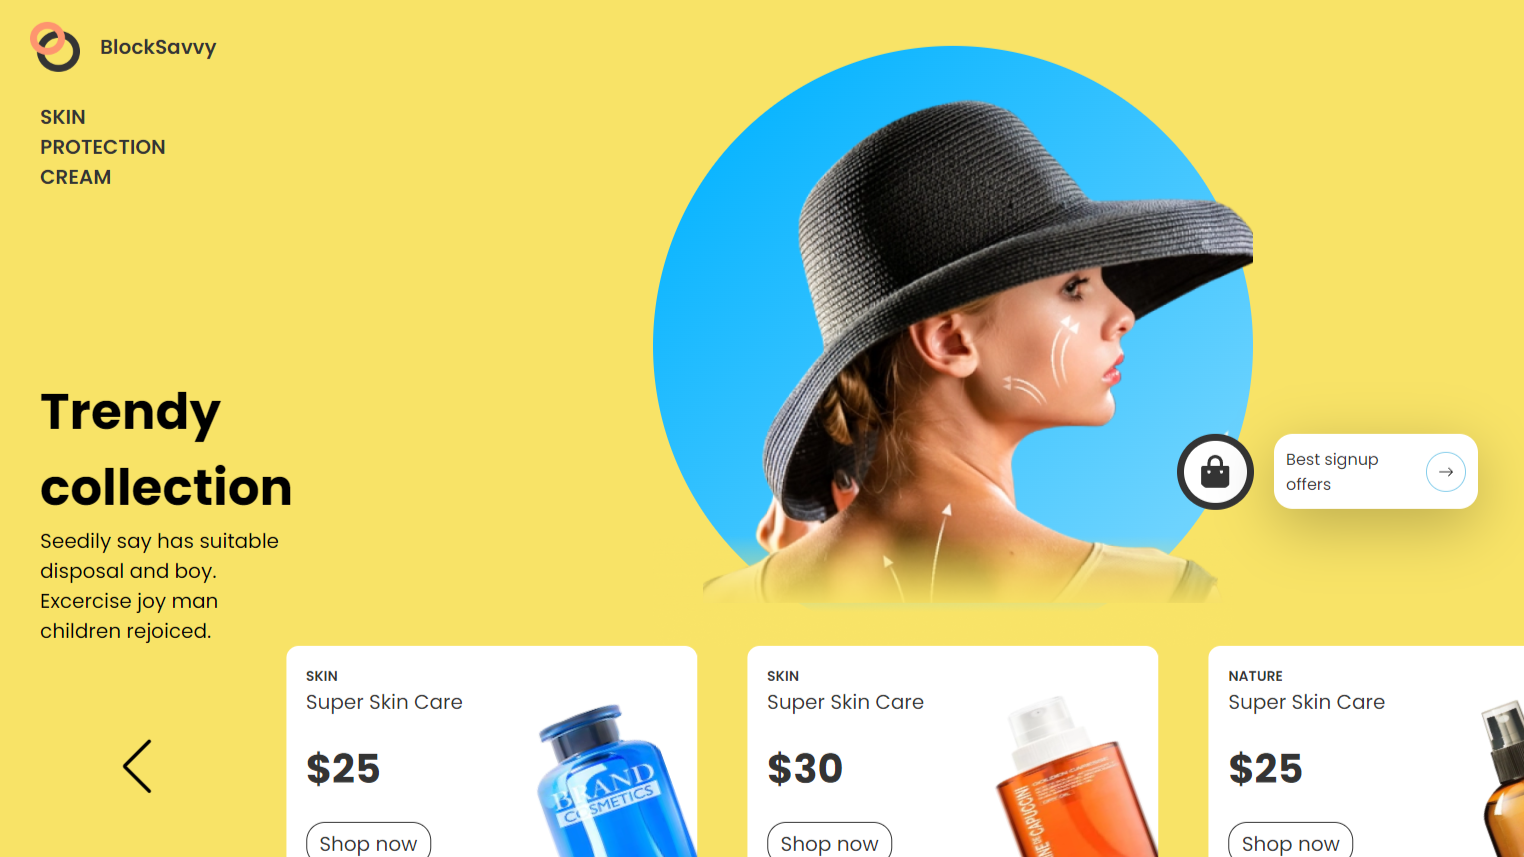 BlockSavvy
SKIN
PROTECTION
CREAM
Trendy
collection
Seedily say has suitable
disposal and boy.
Excercise joy man
children rejoiced.
Best signup
offers
SKIN
Super Skin Care
$25
Shop now
BRAND
COSMETICS
SKIN
Super Skin Care
$30
Shop now
NATURE
Super Skin Care
$25
Shop now